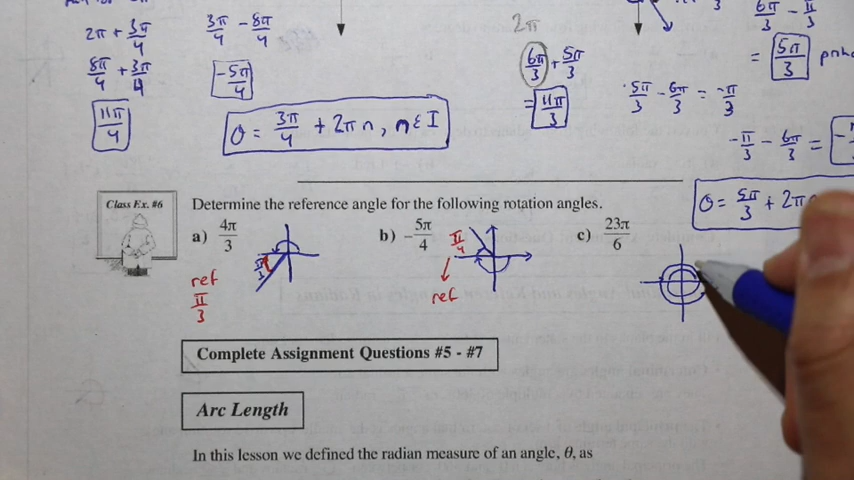 2π + 3π/4
8π/4 + 3π/4
11π/4
3π/4 - 8π/4
-5π/4
θ = 3π/4 + 2πn, n ∈ I
2π
6π/3 + 5π/3
= 11π/3
6π/3 - π/3
= 5π/3
5π/3 - 6π/3 = -π/3
-π/3 - 6π/3 =
θ = 5π/3 + 2π
Class Ex. #6
Determine the reference angle for the following rotation angles.
a) 4π/3
b) -5π/4
c) 23π/6
π/3
ref
π/3
π/4
ref
Complete Assignment Questions #5 - #7
Arc Length
In this lesson we defined the radian measure of an angle, θ, as